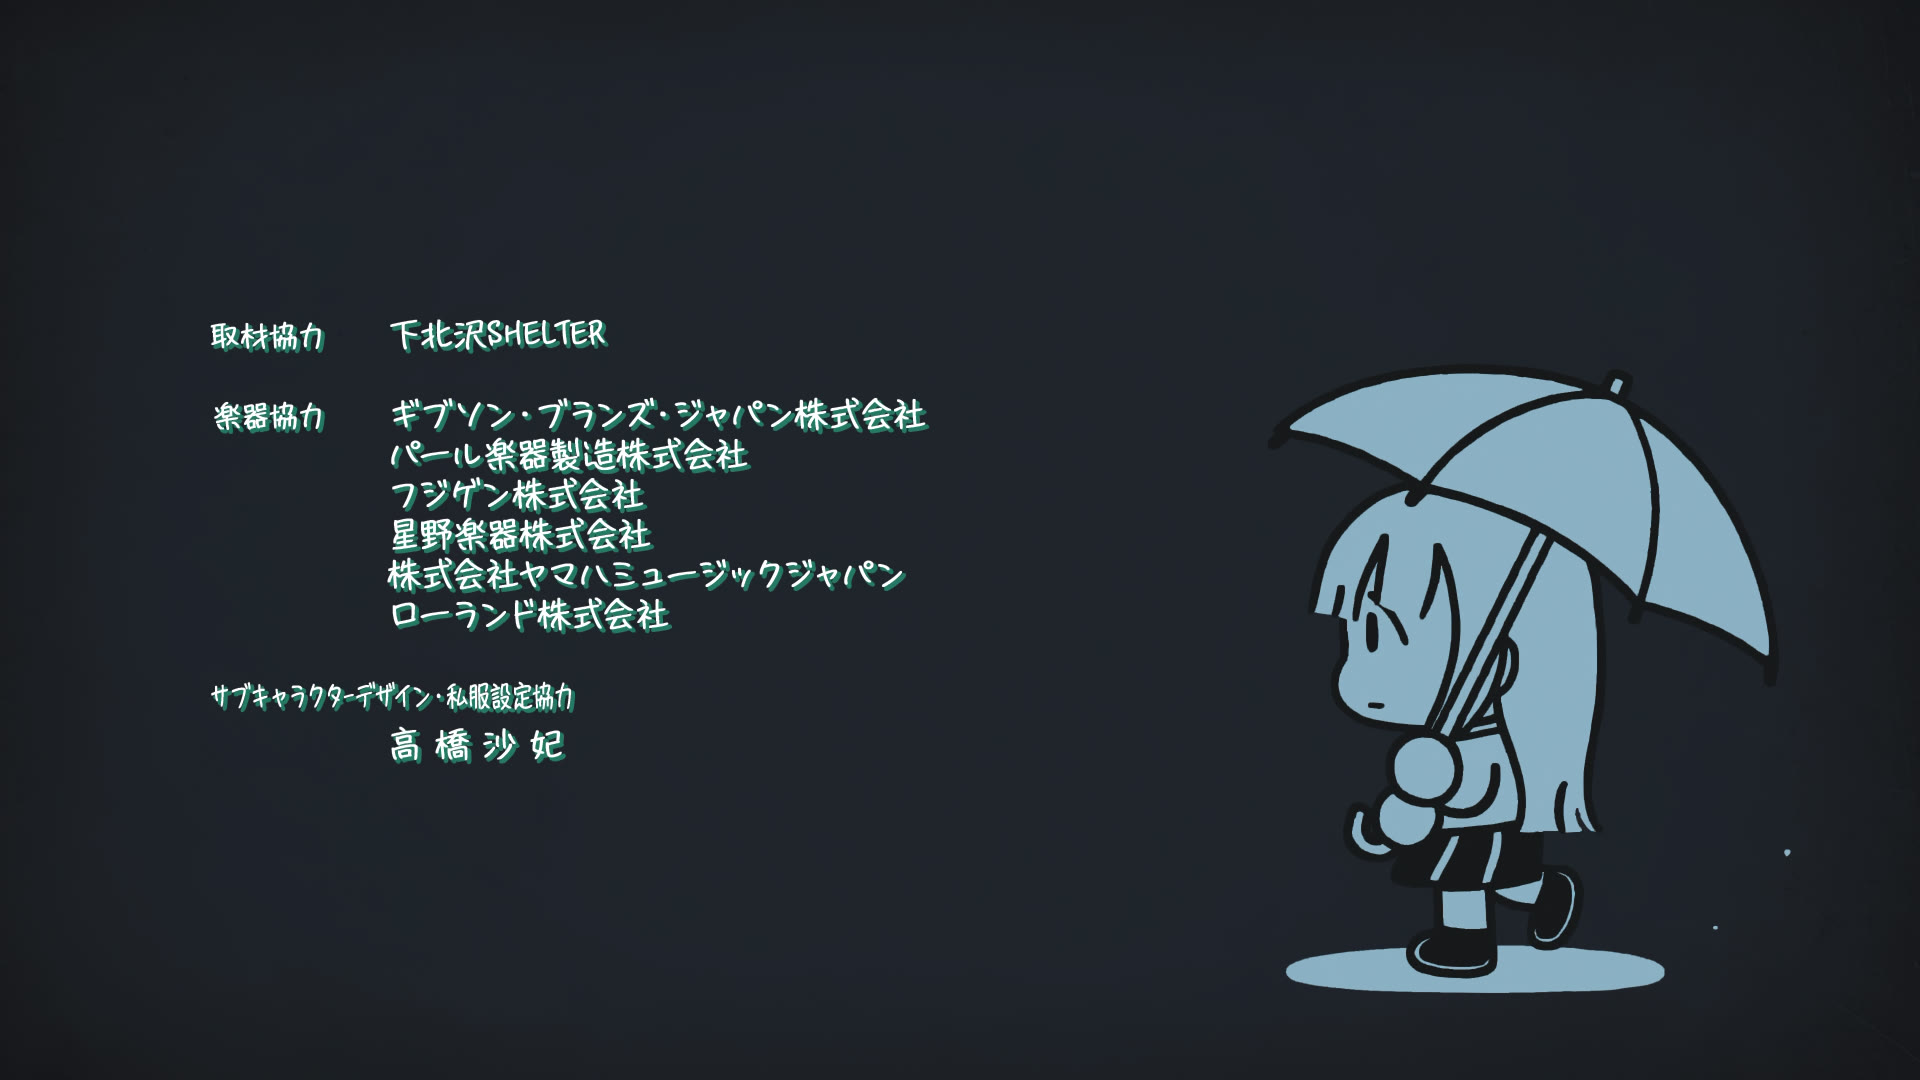 取材協力 下北沢SHELTER
楽器協力 ギブソン・ブランズ・ジャパン株式会社
パール楽器製造株式会社
フジゲン株式会社
星野楽器株式会社
株式会社ヤマハミュージックジャパン
ローランド株式会社
サブキャラクターデザイン・私服設定協力
高橋沙妃